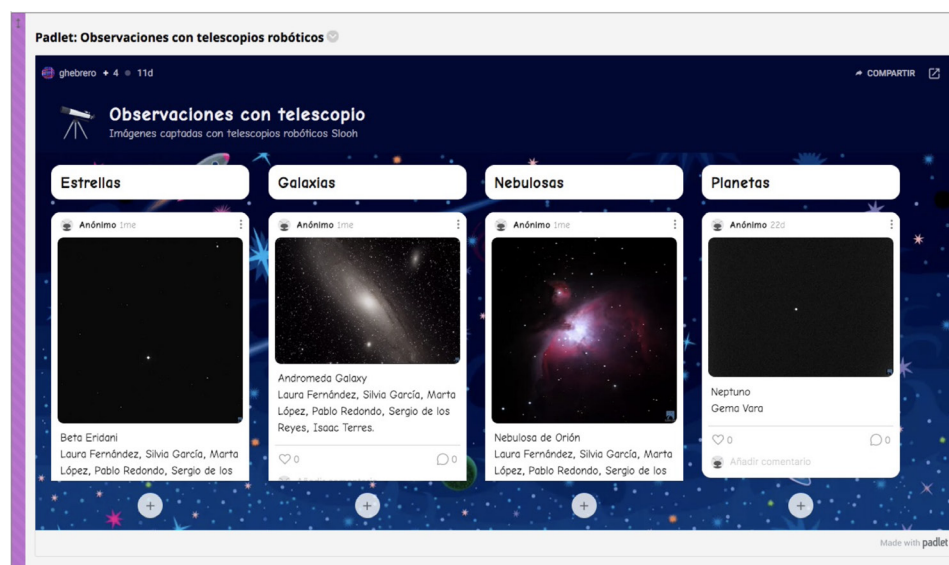 1
Padlet: Observaciones con telescopios robóticos
ghebrero + 4 11d
COMPARTIR
Observaciones con telescopio
Imágenes captadas con telescopios robóticos Slooh
Estrellas
Anónimo 1me
Beta Eridani
Laura Fernández, Silvia García, Marta
López, Pablo Redondo, Sergio de los
Galaxias
Anónimo 1me
Andromeda Galaxy
Laura Fernández, Silvia García, Marta
López, Pablo Redondo, Sergio de los
Reyes, Isaac Terres.
0 0
Añadir comentario
Nebulosas
Anónimo 1me
Nebulosa de Orión
Laura Fernández, Silvia García, Marta
López, Pablo Redondo, Sergio de los
Planetas
Anónimo 22d
Neptuno
Gema Vara
0 0
Añadir comentario
Made with padlet